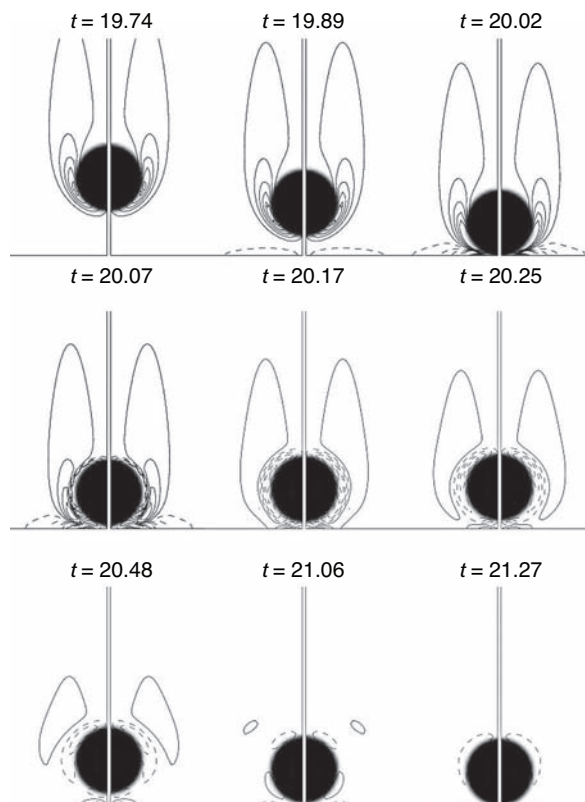 t = 19.74
t = 19.89
t = 20.02
t = 20.07
t = 20.17
t = 20.25
t = 20.48
t = 21.06
t = 21.27